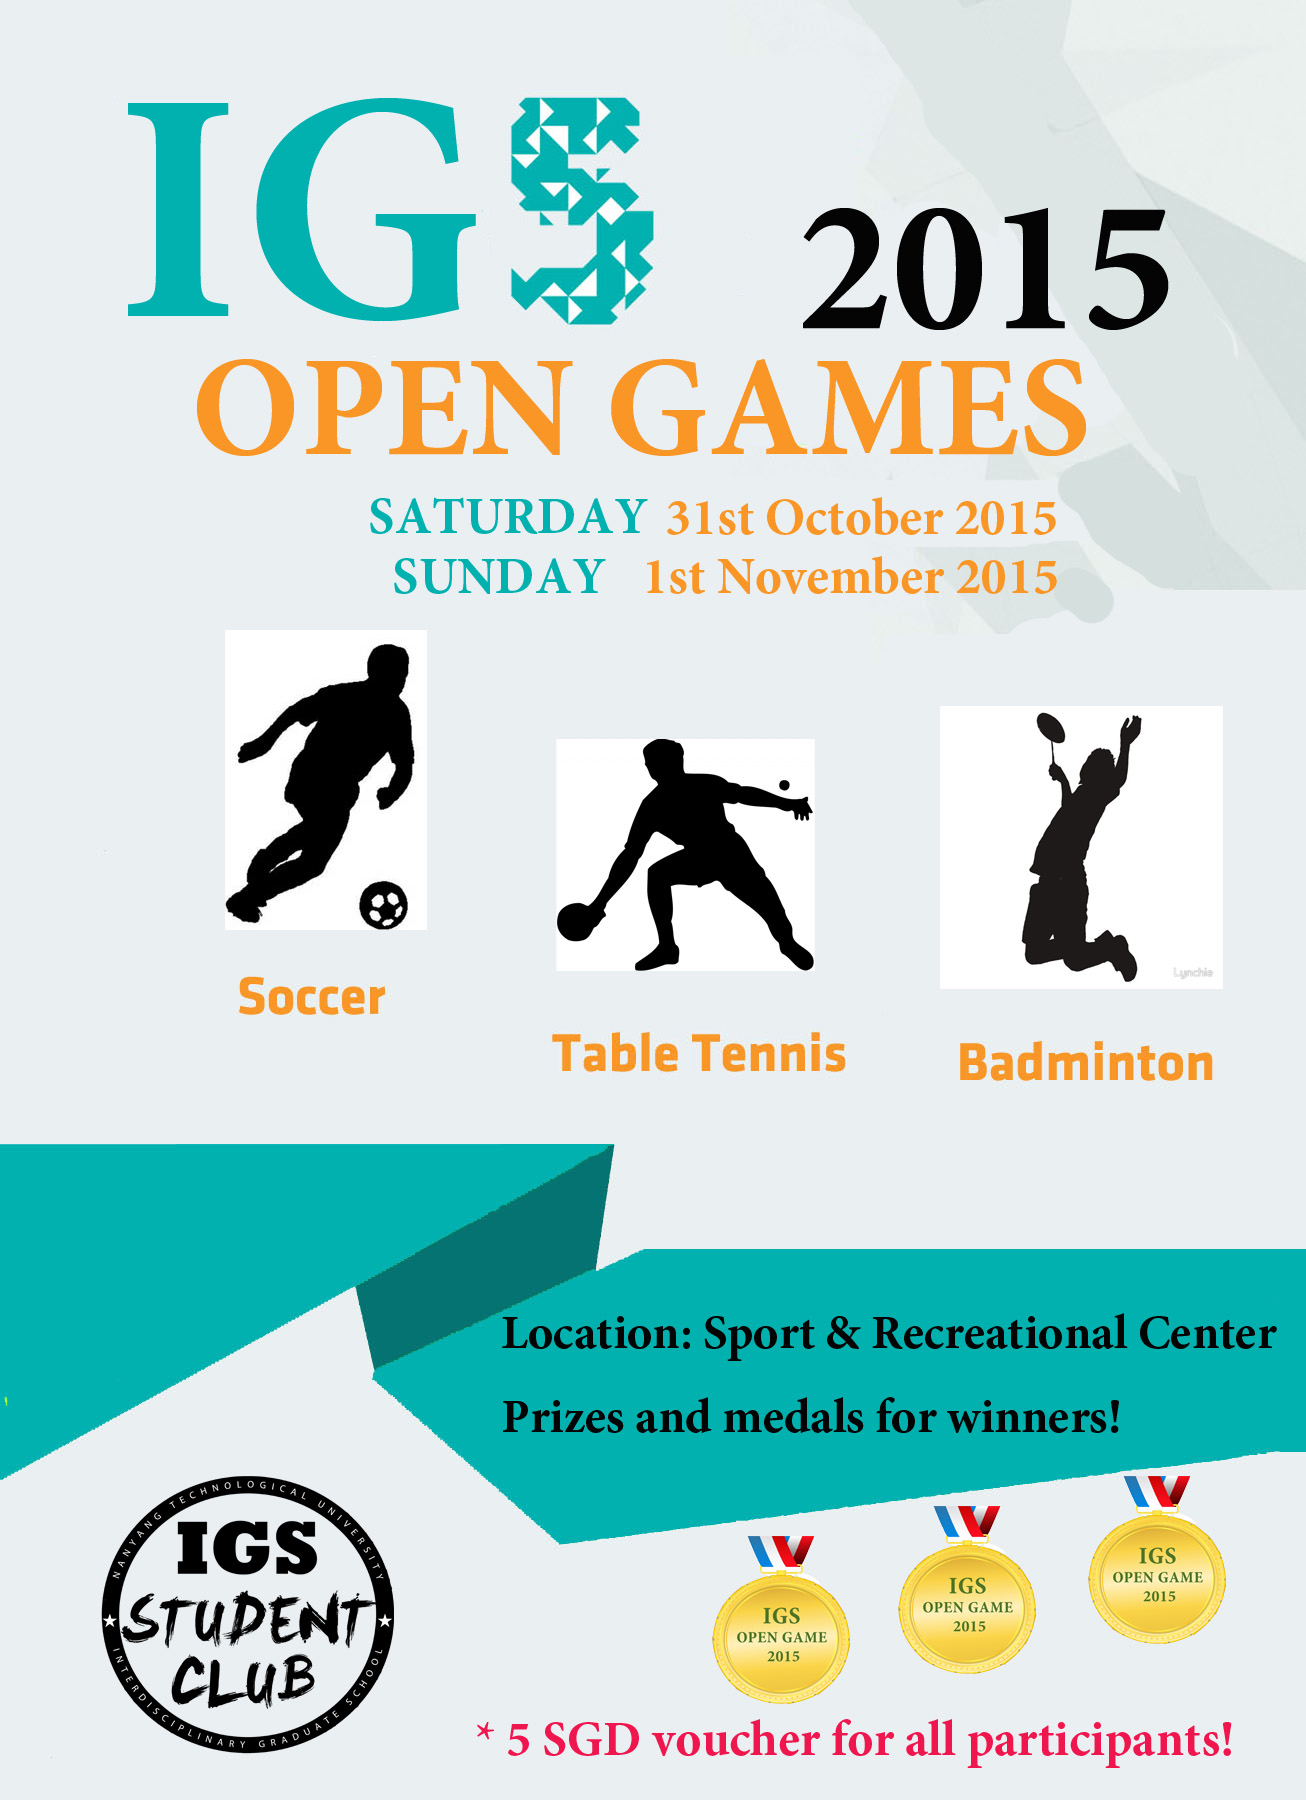 IGS 2015
OPEN GAMES
SATURDAY 31st October 2015
SUNDAY 1st November 2015
Lynchie
Soccer
Table Tennis
Badminton
Location: Sport & Recreational Center
Prizes and medals for winners!
NANYANG TECHNOLOGICAL UNIVERSITY
IGS
STUDENT
CLUB
INTERDISCIPLINARY GRADUATE SCHOOL
IGS
OPEN GAME
2015
IGS
OPEN GAME
2015
IGS
OPEN GAME
2015
* 5 SGD voucher for all participants!